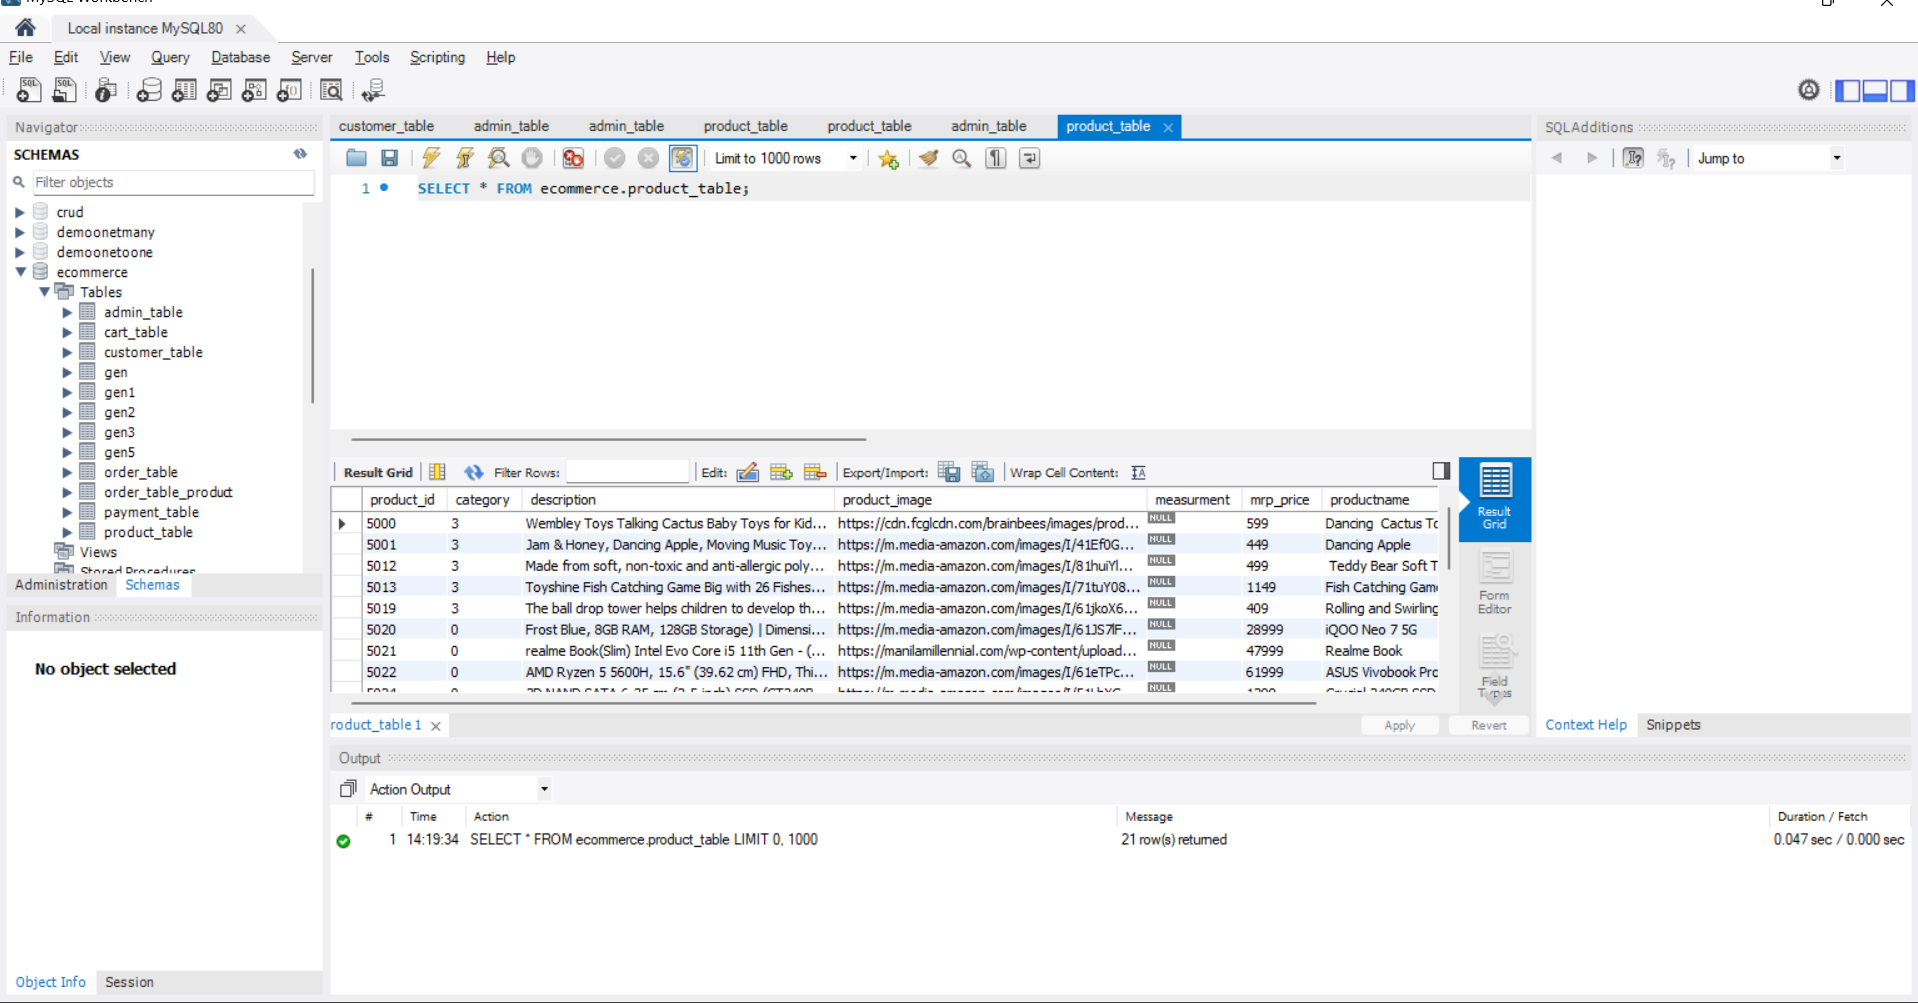 MySQL Workbench
Local instance MySQL80
File Edit View Query Database Server Tools Scripting Help
Navigator
SCHEMAS
Filter objects
crud
demoonetmany
demoonetoone
ecommerce
Tables
admin_table
cart_table
customer_table
gen
gen1
gen2
gen3
gen5
order_table
order_table_product
payment_table
product_table
Views
Stored Procedures
Administration Schemas
Information
No object selected
Object Info Session
customer_table admin_table admin_table product_table product_table admin_table product_table
Limit to 1000 rows
1 SELECT * FROM ecommerce.product_table;
Result Grid Filter Rows: Edit: Export/Import: Wrap Cell Content:
product_id category description product_image measurment mrp_price productname
5000 3 Wembley Toys Talking Cactus Baby Toys for Kid... https://cdn.fcglcdn.com/brainbees/images/prod... NULL 599 Dancing Cactus To
5001 3 Jam & Honey, Dancing Apple, Moving Music Toy... https://m.media-amazon.com/images/I/41Ef0G... NULL 449 Dancing Apple
5012 3 Made from soft, non-toxic and anti-allergic poly... https://m.media-amazon.com/images/I/81huiYl... NULL 499 Teddy Bear Soft T
5013 3 Toyshine Fish Catching Game Big with 26 Fishes... https://m.media-amazon.com/images/I/71tuY08... NULL 1149 Fish Catching Gam
5019 3 The ball drop tower helps children to develop th... https://m.media-amazon.com/images/I/61jkoX6... NULL 409 Rolling and Swirling
5020 0 Frost Blue, 8GB RAM, 128GB Storage) | Dimensi... https://m.media-amazon.com/images/I/61JS7lF... NULL 28999 iQOO Neo 7 5G
5021 0 realme Book(Slim) Intel Evo Core i5 11th Gen - (... https://manilamillennial.com/wp-content/upload... NULL 47999 Realme Book
5022 0 AMD Ryzen 5 5600H, 15.6" (39.62 cm) FHD, Thi... https://m.media-amazon.com/images/I/61eTPc... NULL 61999 ASUS Vivobook Pro
NULL
Result Grid
Form Editor
Field Types
roduct_table 1 Apply Revert
Output
Action Output
# Time Action Message Duration / Fetch
1 14:19:34 SELECT * FROM ecommerce.product_table LIMIT 0, 1000 21 row(s) returned 0.047 sec / 0.000 sec
SQLAdditions
Jump to
Context Help Snippets